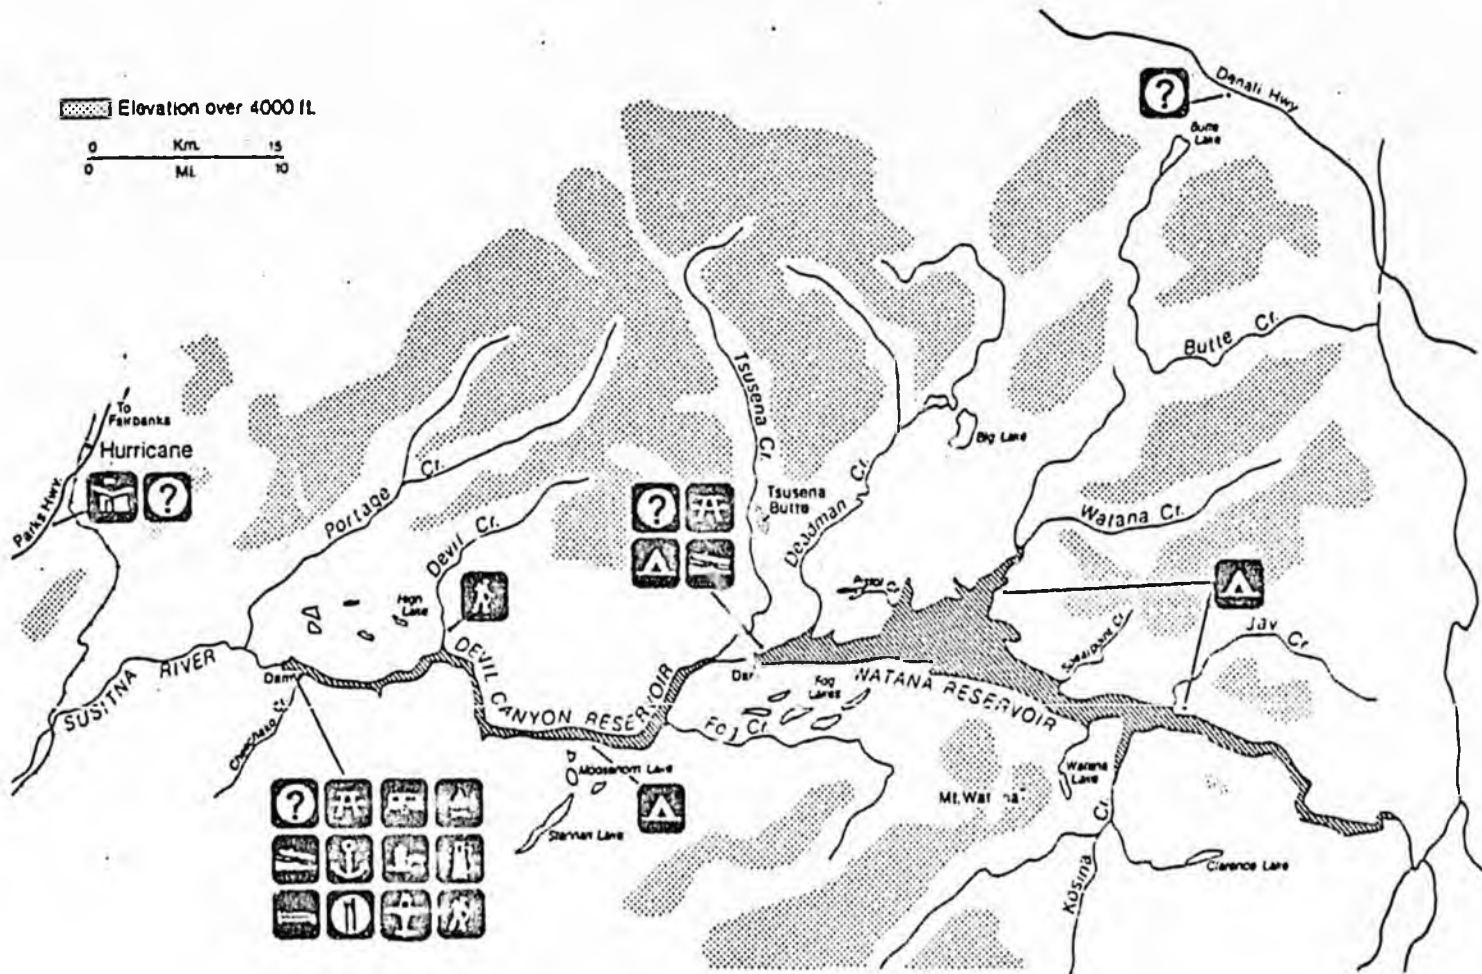 Elevation over 4000 ft.
0 Km. 15
0 Mi. 10
?
Denali Hwy
Butte
Lake
Butte Cr.
To
Fairbanks
Hurricane
Parks Hwy.
?
Portage Cr.
Devil Cr.
High
Lake
Tsusena Cr.
?
Tsusena
Butte
Deadman Cr.
Big Lake
Watana Cr.
Jay Cr.
SUSITNA RIVER
Dam
DEVIL CANYON RESERVOIR
Fog
Lakes
WATANA RESERVOIR
Fog Cr.
Moosehorn Lake
Stephan Lake
Watana
Lake
Mt. Watana
Kosina Cr.
Clarence Lake
?